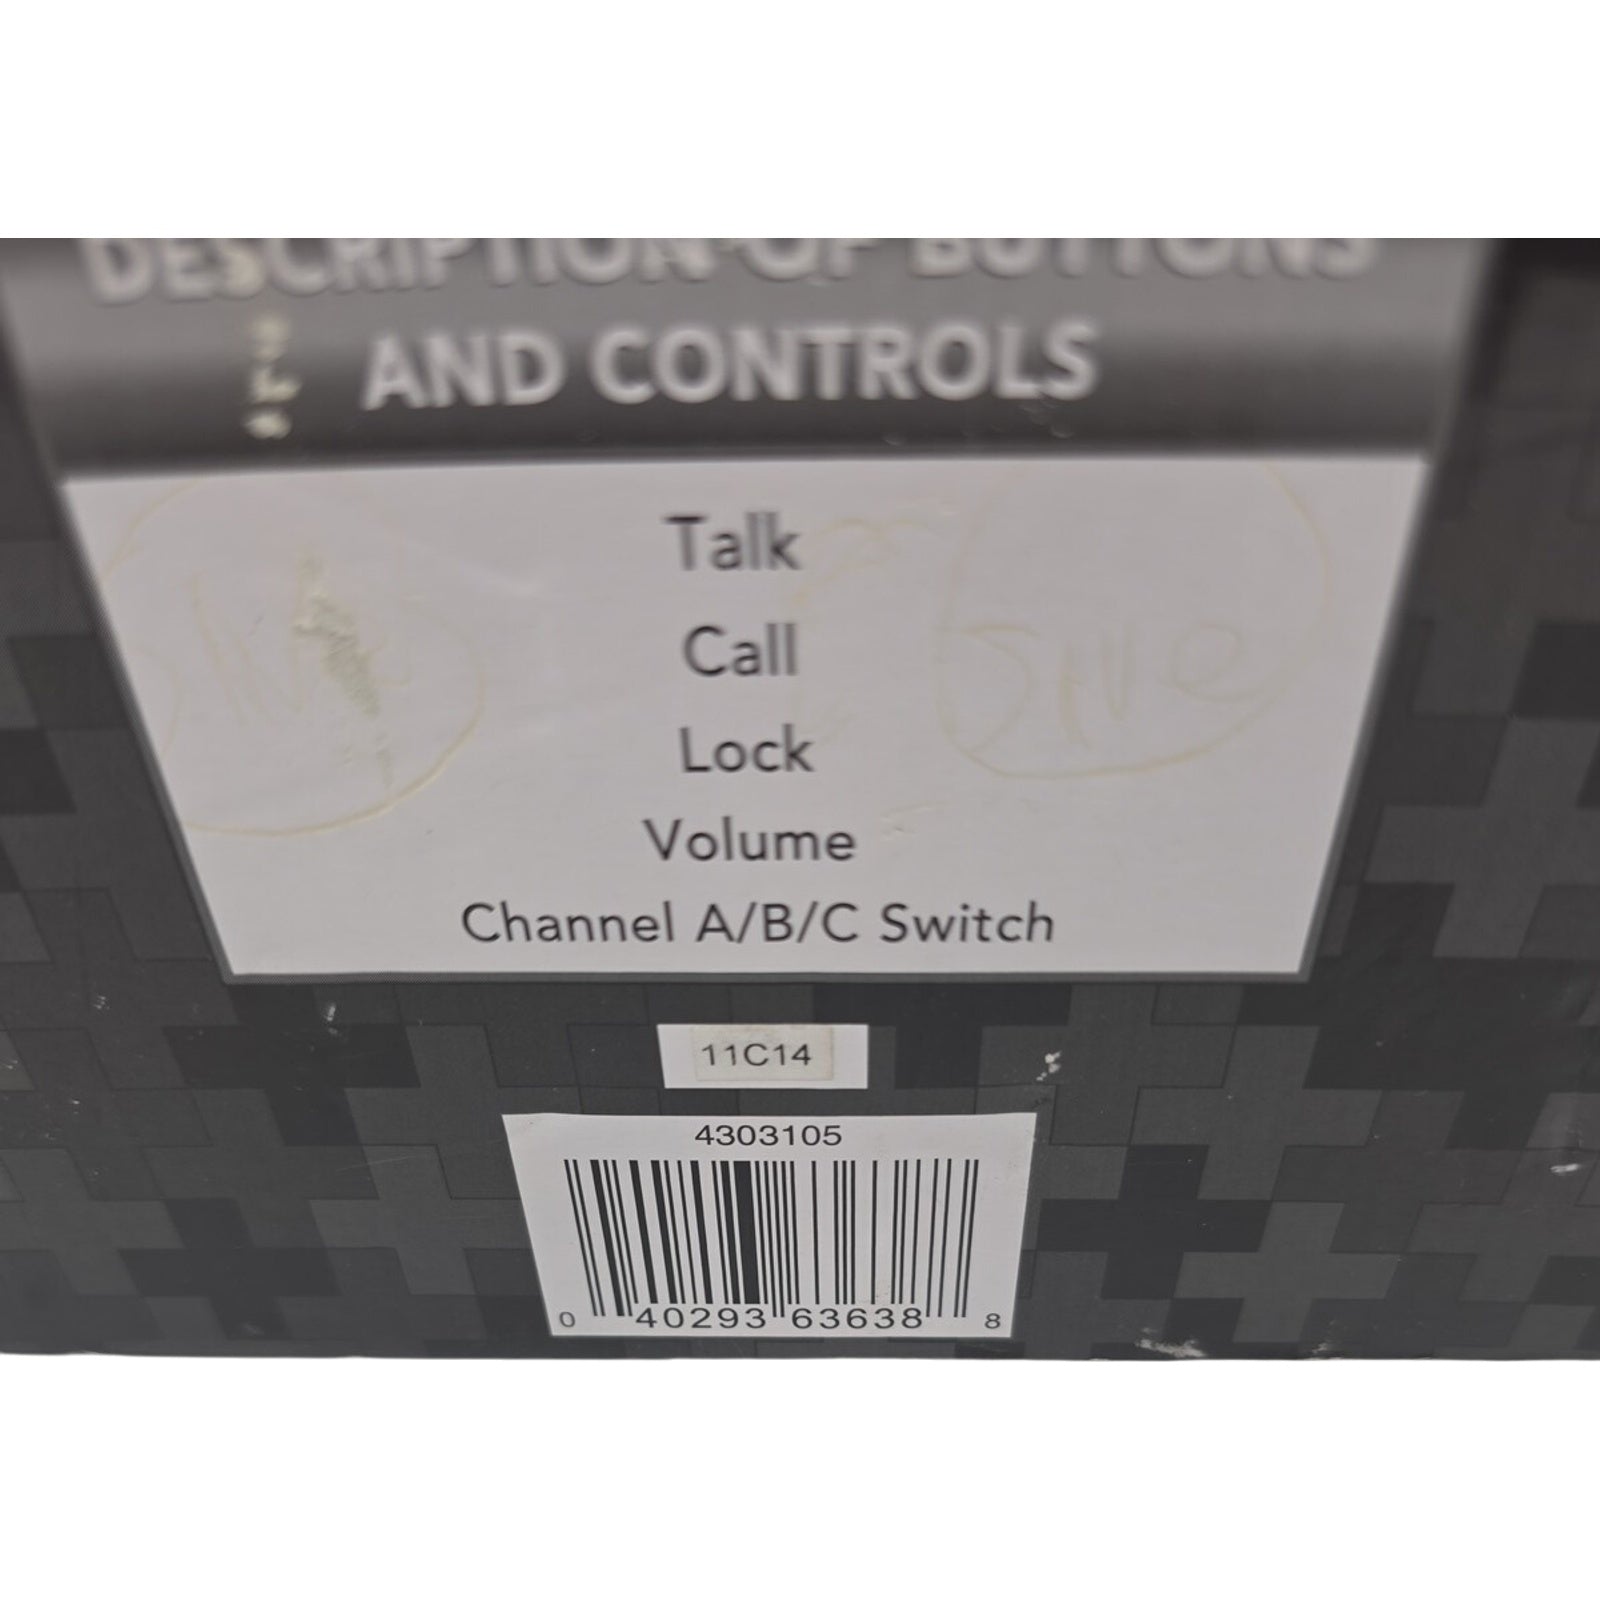 DESCRIPTION OF BUTTONS
AND CONTROLS
Talk
Call
Lock
Volume
Channel A/B/C Switch
11C14
4303105
0 40293 63638 8